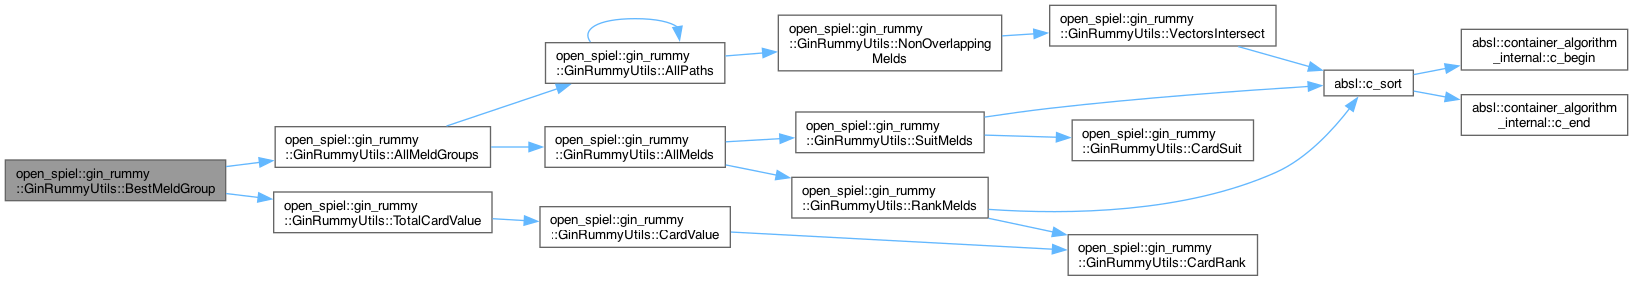 open_spiel::gin_rummy
::GinRummyUtils::BestMeldGroup
open_spiel::gin_rummy
::GinRummyUtils::AllMeldGroups
open_spiel::gin_rummy
::GinRummyUtils::TotalCardValue
open_spiel::gin_rummy
::GinRummyUtils::AllPaths
open_spiel::gin_rummy
::GinRummyUtils::AllMelds
open_spiel::gin_rummy
::GinRummyUtils::CardValue
open_spiel::gin_rummy
::GinRummyUtils::NonOverlapping
Melds
open_spiel::gin_rummy
::GinRummyUtils::SuitMelds
open_spiel::gin_rummy
::GinRummyUtils::RankMelds
open_spiel::gin_rummy
::GinRummyUtils::VectorsIntersect
open_spiel::gin_rummy
::GinRummyUtils::CardSuit
open_spiel::gin_rummy
::GinRummyUtils::CardRank
absl::c_sort
absl::container_algorithm
_internal::c_begin
absl::container_algorithm
_internal::c_end